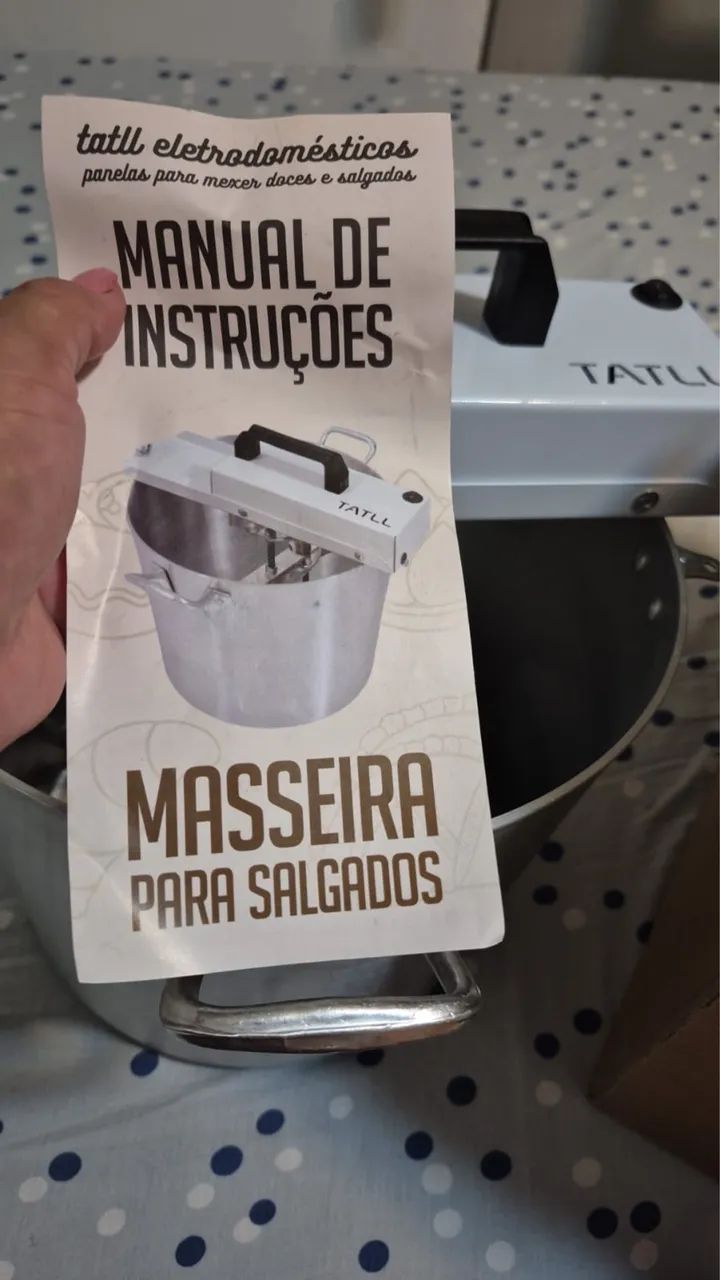 tatll eletrodomésticos
panelas para mexer doces e salgados
MANUAL DE
INSTRUÇÕES
TATLL
TATLL
MASSEIRA
PARA SALGADOS